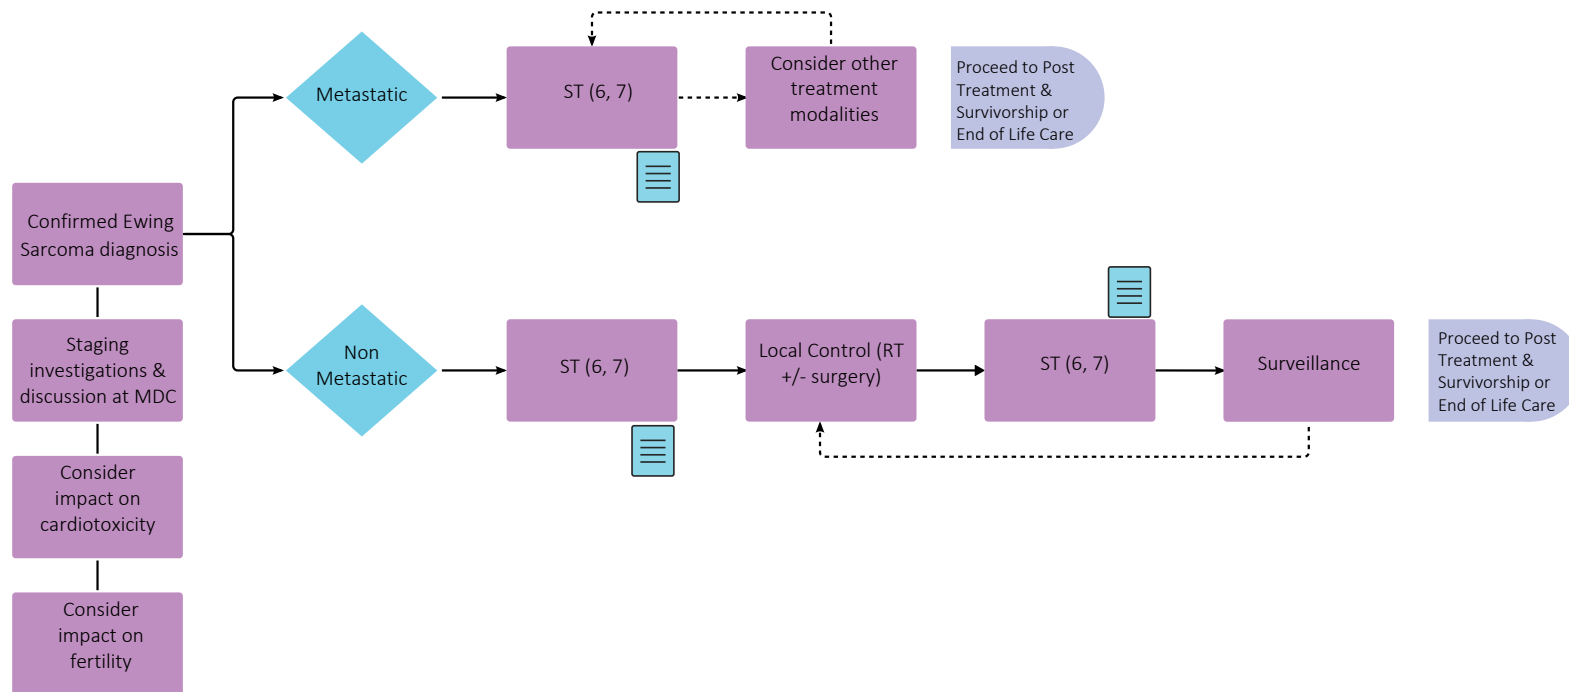 Metastatic
ST (6, 7)
Consider other
treatment
modalities
Proceed to Post
Treatment &
Survivorship or
End of Life Care
Confirmed Ewing
Sarcoma diagnosis
Staging
investigations &
discussion at MDC
Consider
impact on
cardiotoxicity
Consider
impact on
fertility
Non
Metastatic
ST (6, 7)
Local Control (RT
+/- surgery)
ST (6, 7)
Surveillance
Proceed to Post
Treatment &
Survivorship or
End of Life Care